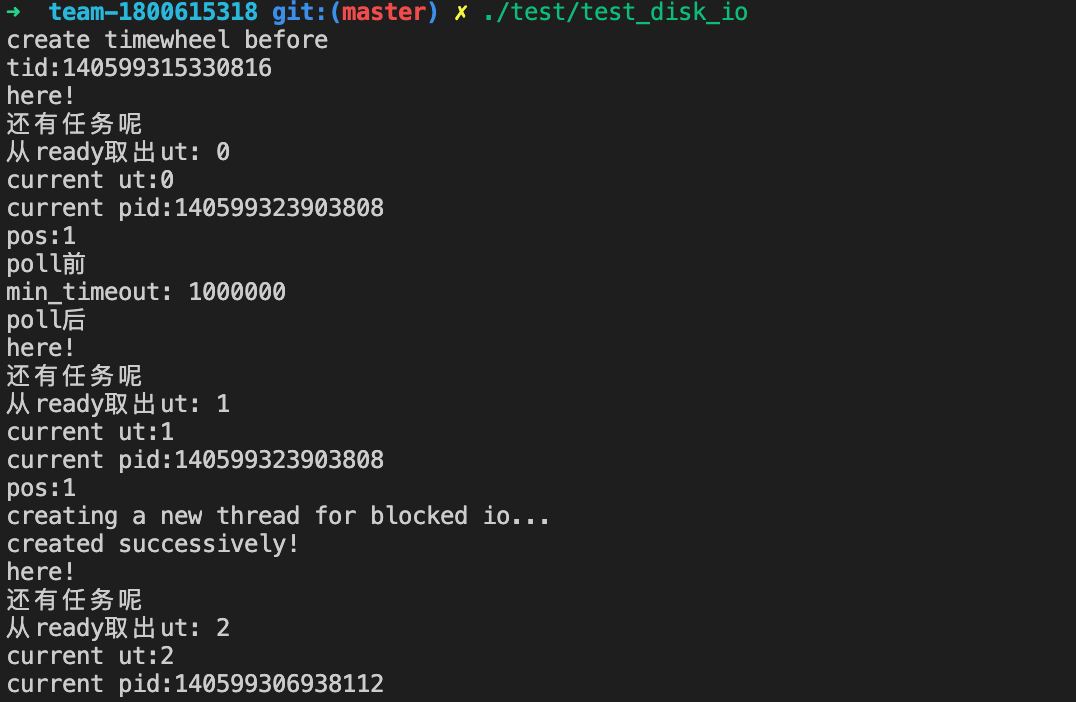 ➜  team-1800615318 git:(master) ✗ ./test/test_disk_io
create timewheel before
tid:140599315330816
here!
还有任务呢
从ready取出ut: 0
current ut:0
current pid:140599323903808
pos:1
poll前
min_timeout: 1000000
poll后
here!
还有任务呢
从ready取出ut: 1
current ut:1
current pid:140599323903808
pos:1
creating a new thread for blocked io...
created successively!
here!
还有任务呢
从ready取出ut: 2
current ut:2
current pid:140599306938112